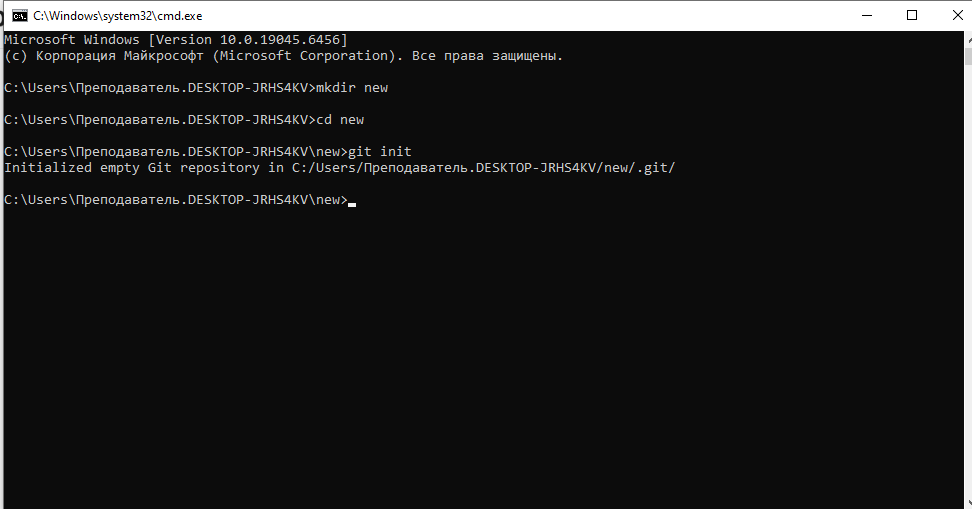 C:\Windows\system32\cmd.exe
Microsoft Windows [Version 10.0.19045.6456]
(c) Корпорация Майкрософт (Microsoft Corporation). Все права защищены.
C:\Users\Преподаватель.DESKTOP-JRHS4KV>mkdir new
C:\Users\Преподаватель.DESKTOP-JRHS4KV>cd new
C:\Users\Преподаватель.DESKTOP-JRHS4KV\new>git init
Initialized empty Git repository in C:/Users/Преподаватель.DESKTOP-JRHS4KV/new/.git/
C:\Users\Преподаватель.DESKTOP-JRHS4KV\new>